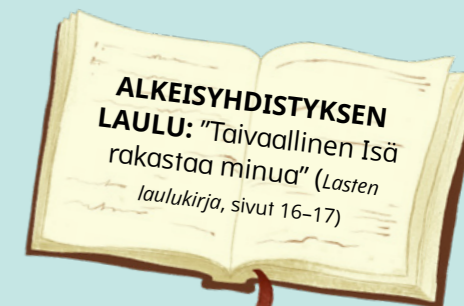 ALKEISYHDISTYKSEN
LAULU: ”Taivaallinen Isä
rakastaa minua” (Lasten
laulukirja, sivut 16–17)